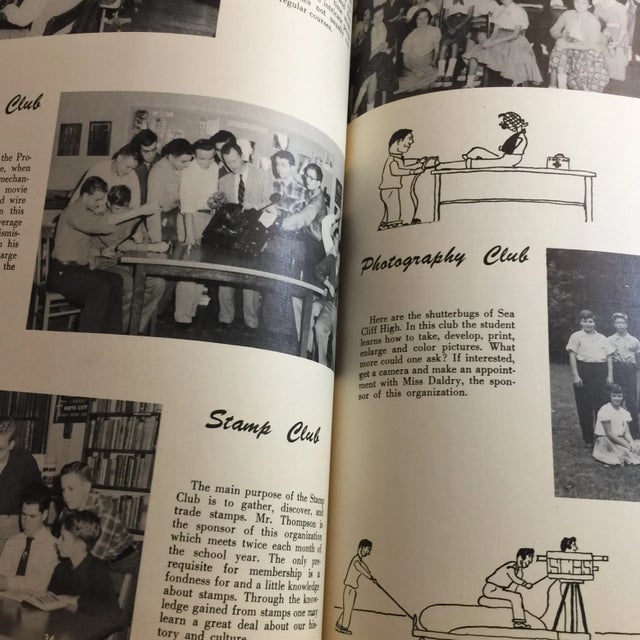 regular courses.
Club
the Pro-
when
mechan-
movie
wire
this
average
his
large
the
Stamp Club
The main purpose of the Stamp
Club is to gather, discover, and
trade stamps. Mr. Thompson is
the sponsor of this organization
which meets twice each month of
the school year. The only pre-
requisite for membership is a
fondness for and a little knowledge
about stamps. Through the know-
ledge gained from stamps one may
learn a great deal about our his-
tory and culture.
Photography Club
Here are the shutterbugs of Sea
Cliff High. In this club the student
learns how to take, develop, print,
enlarge and color pictures. What
more could one ask? If interested,
get a camera and make an appoint-
ment with Miss Daldry, the spon-
sor of this organization.
SCHS